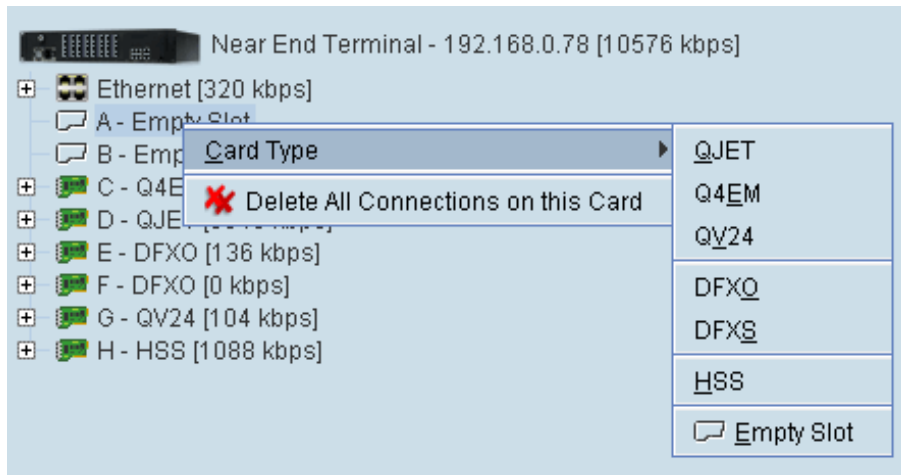 Near End Terminal - 192.168.0.78 [10576 kbps]
Ethernet [320 kbps]
A - Empty Slot
B - Emp
C - Q4E
D - QJE
E - DFXO [136 kbps]
F - DFXO [0 kbps]
G - QV24 [104 kbps]
H - HSS [1088 kbps]
Card Type
Delete All Connections on this Card
QJET
Q4EM
QV24
DFXO
DFXS
HSS
Empty Slot